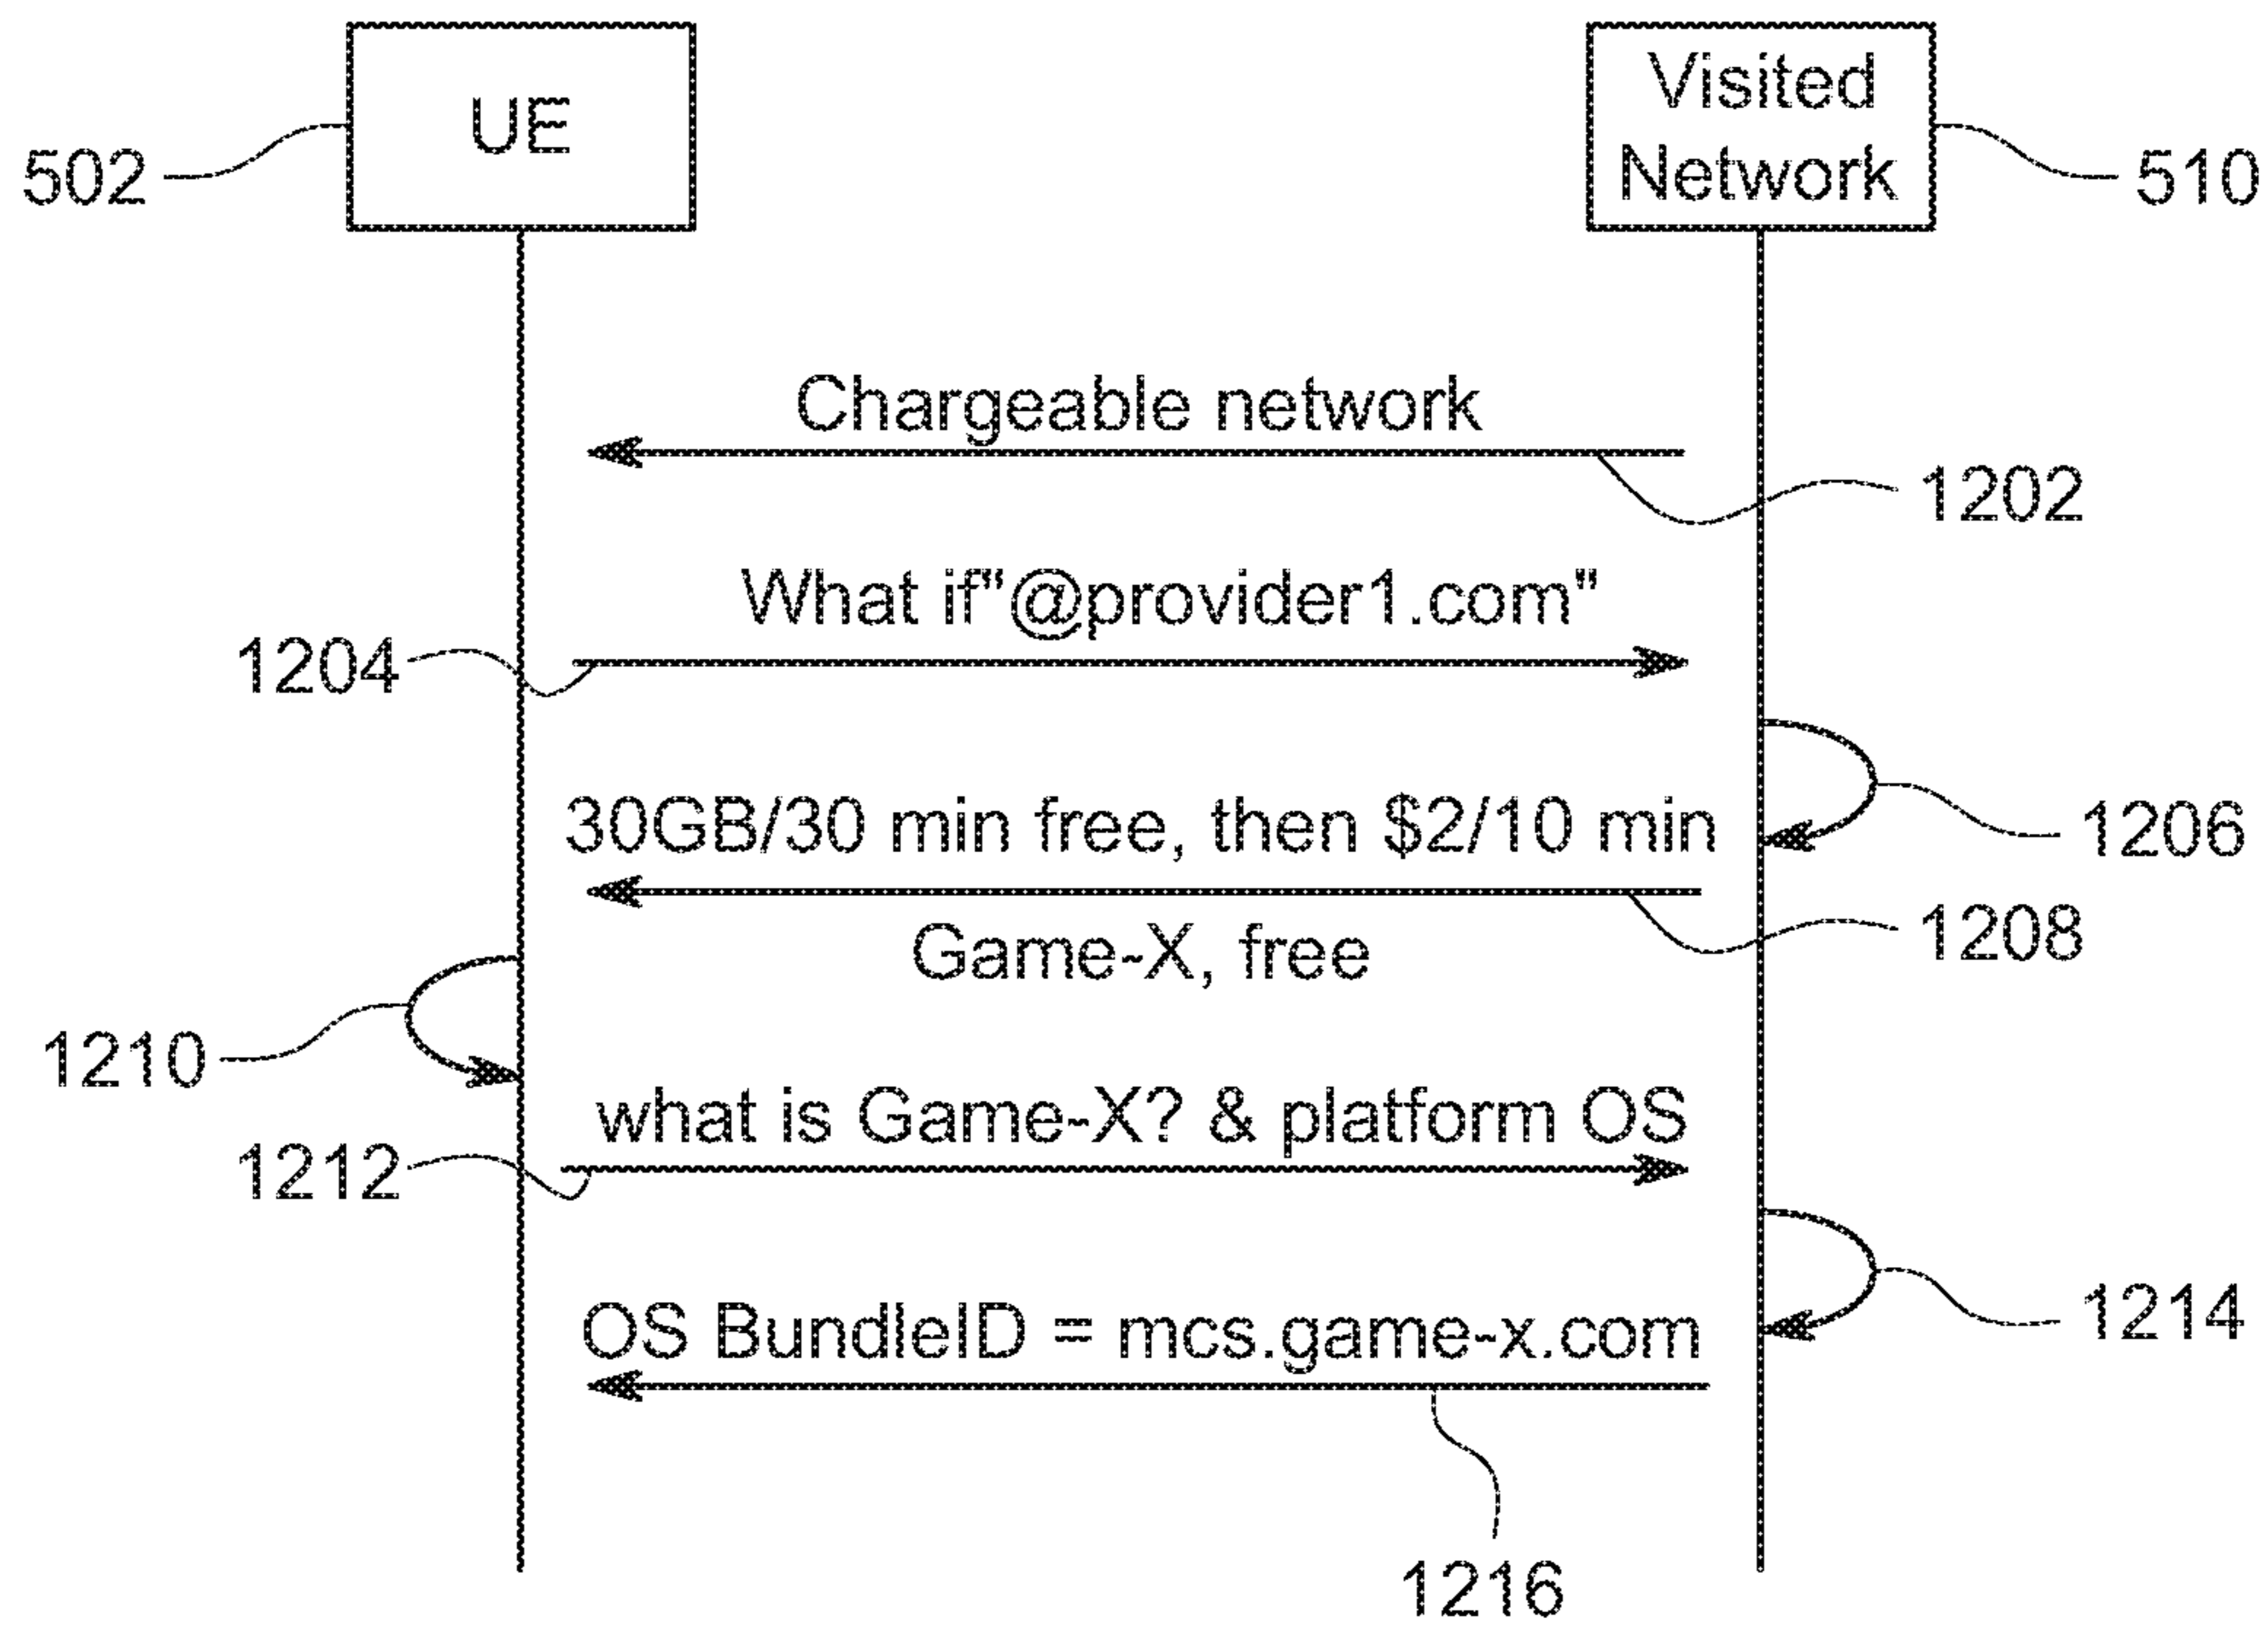 UE
Visited
Network
502
510
Chargeable network
1202
What if"@provider1.com"
1204
30GB/30 min free, then $2/10 min
1206
Game-X, free
1208
1210
what is Game-X? & platform OS
1212
OS BundleID = mcs.game-x.com
1214
1216